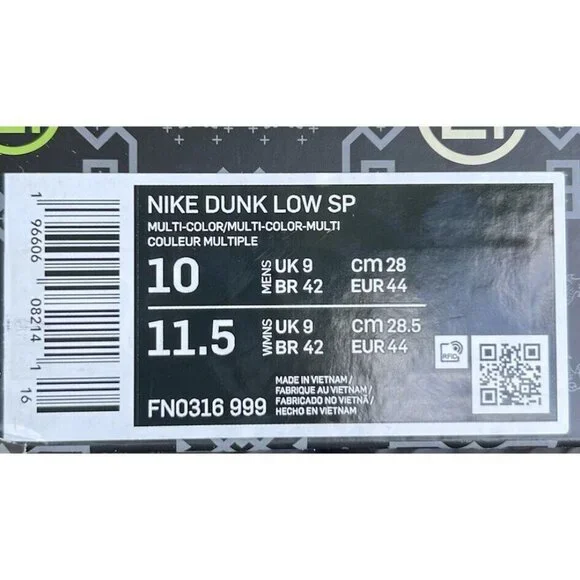 NIKE DUNK LOW SP
MULTI-COLOR/MULTI-COLOR-MULTI
COULEUR MULTIPLE
10 MENS UK 9 cm 28
BR 42 EUR 44
11.5 WMNS UK 9 cm 28.5
BR 42 EUR 44
FN0316 999
MADE IN VIETNAM/
FABRIQUE AU VIETNAM/
FABRICADO NO VIETNÃ/
HECHO EN VIETNAM
RFID
1 96606 08214 1 16